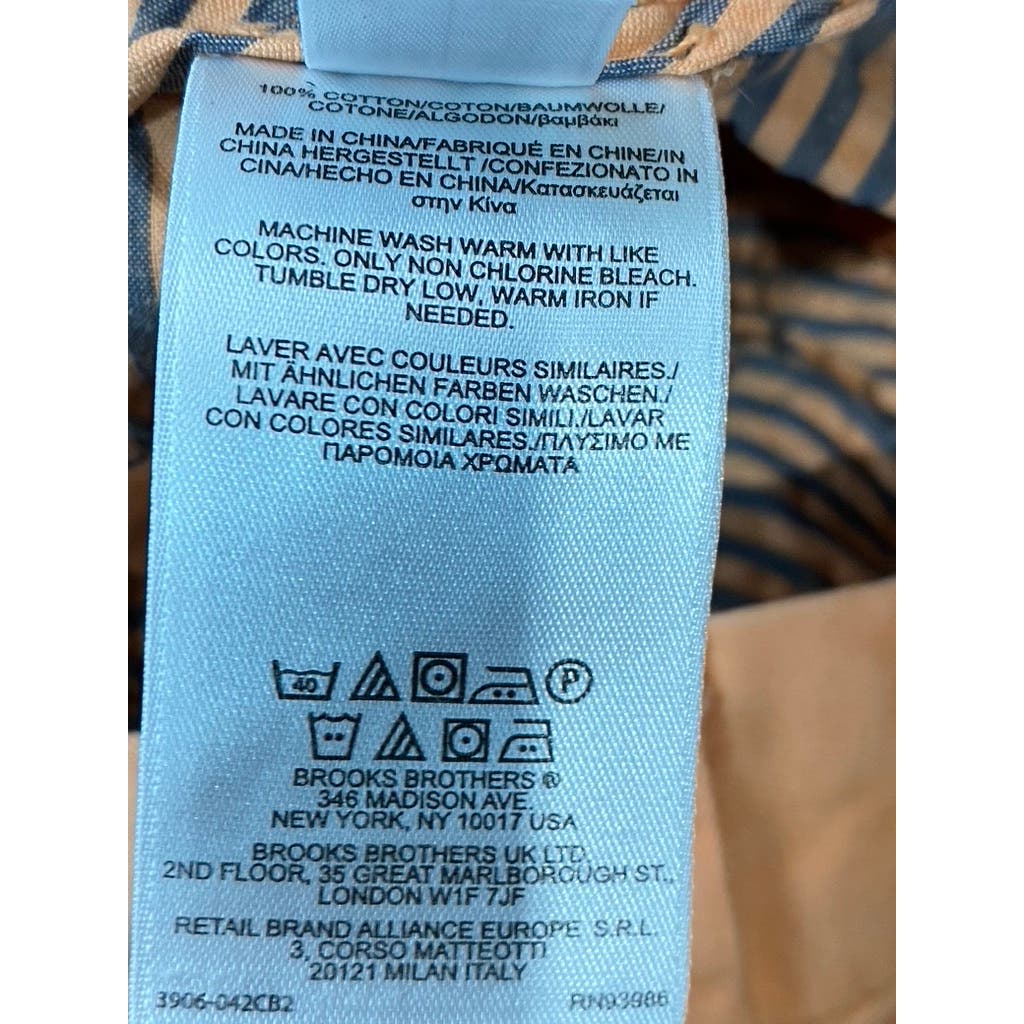 100% COTTON/COTON/BAUMWOLLE/
COTONE/ALGODON/βαμβάκι
MADE IN CHINA/FABRIQUÉ EN CHINE/IN
CHINA HERGESTELLT /CONFEZIONATO IN
CINA/HECHO EN CHINA/Κατασκευάζεται
στην Κίνα
MACHINE WASH WARM WITH LIKE
COLORS. ONLY NON CHLORINE BLEACH.
TUMBLE DRY LOW, WARM IRON IF
NEEDED.
LAVER AVEC COULEURS SIMILAIRES./
MIT ÄHNLICHEN FARBEN WASCHEN./
LAVARE CON COLORI SIMILI./LAVAR
CON COLORES SIMILARES./ΠΛΥΣΙΜΟ ΜΕ
ΠΑΡΟΜΟΙΑ ΧΡΩΜΑΤΑ
40 P
BROOKS BROTHERS ®
346 MADISON AVE.
NEW YORK, NY 10017 USA
BROOKS BROTHERS UK LTD.
2ND FLOOR, 35 GREAT MARLBOROUGH ST.,
LONDON W1F 7JF
RETAIL BRAND ALLIANCE EUROPE S.R.L.
3, CORSO MATTEOTTI
20121 MILAN ITALY
3906-042CB2 RN93986